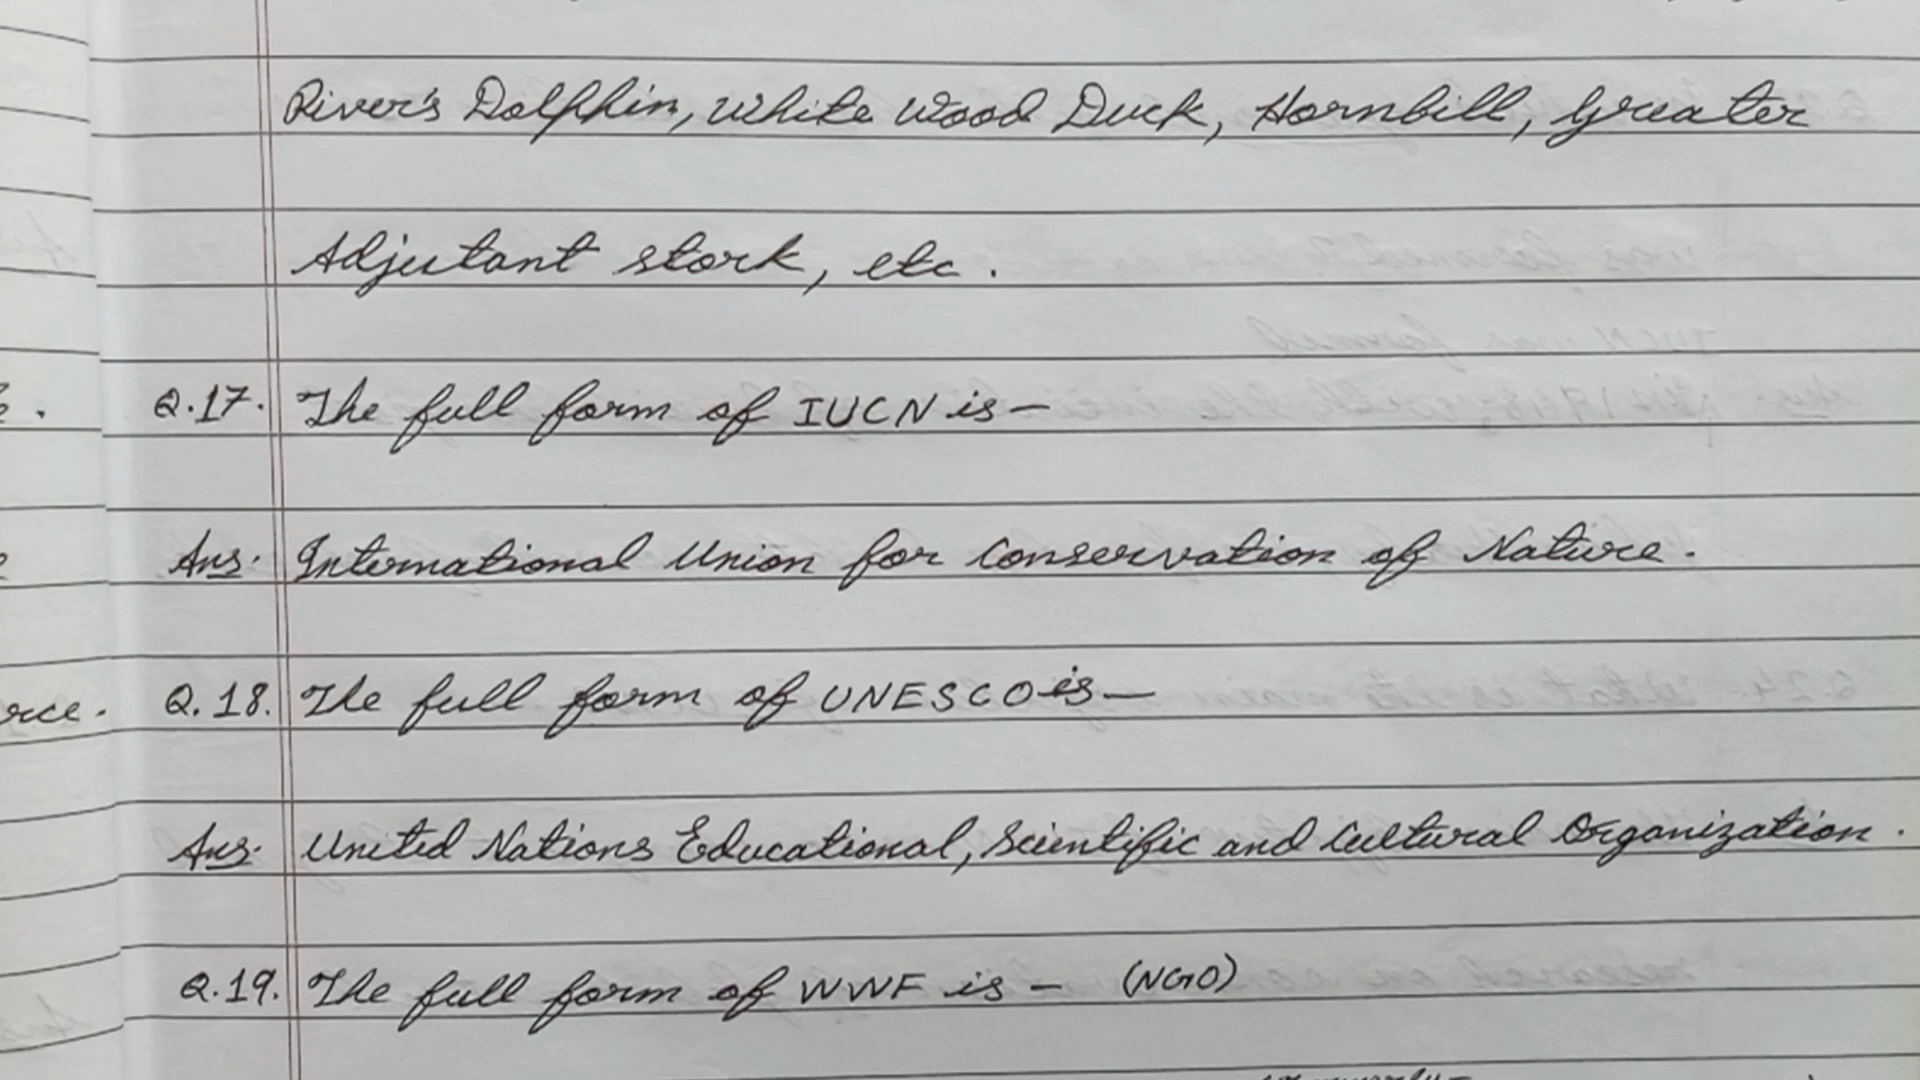 River's Dolphin, White Wood Duck, Hornbill, Greater
Adjutant stork, etc.
Q.17. The full form of IUCN is –
Ans. International Union for Conservation of Nature.
rce. Q.18. The full form of UNESCO is –
Ans. United Nations Educational, Scientific and Cultural Organization.
Q.19. The full form of WWF is – (NGO)